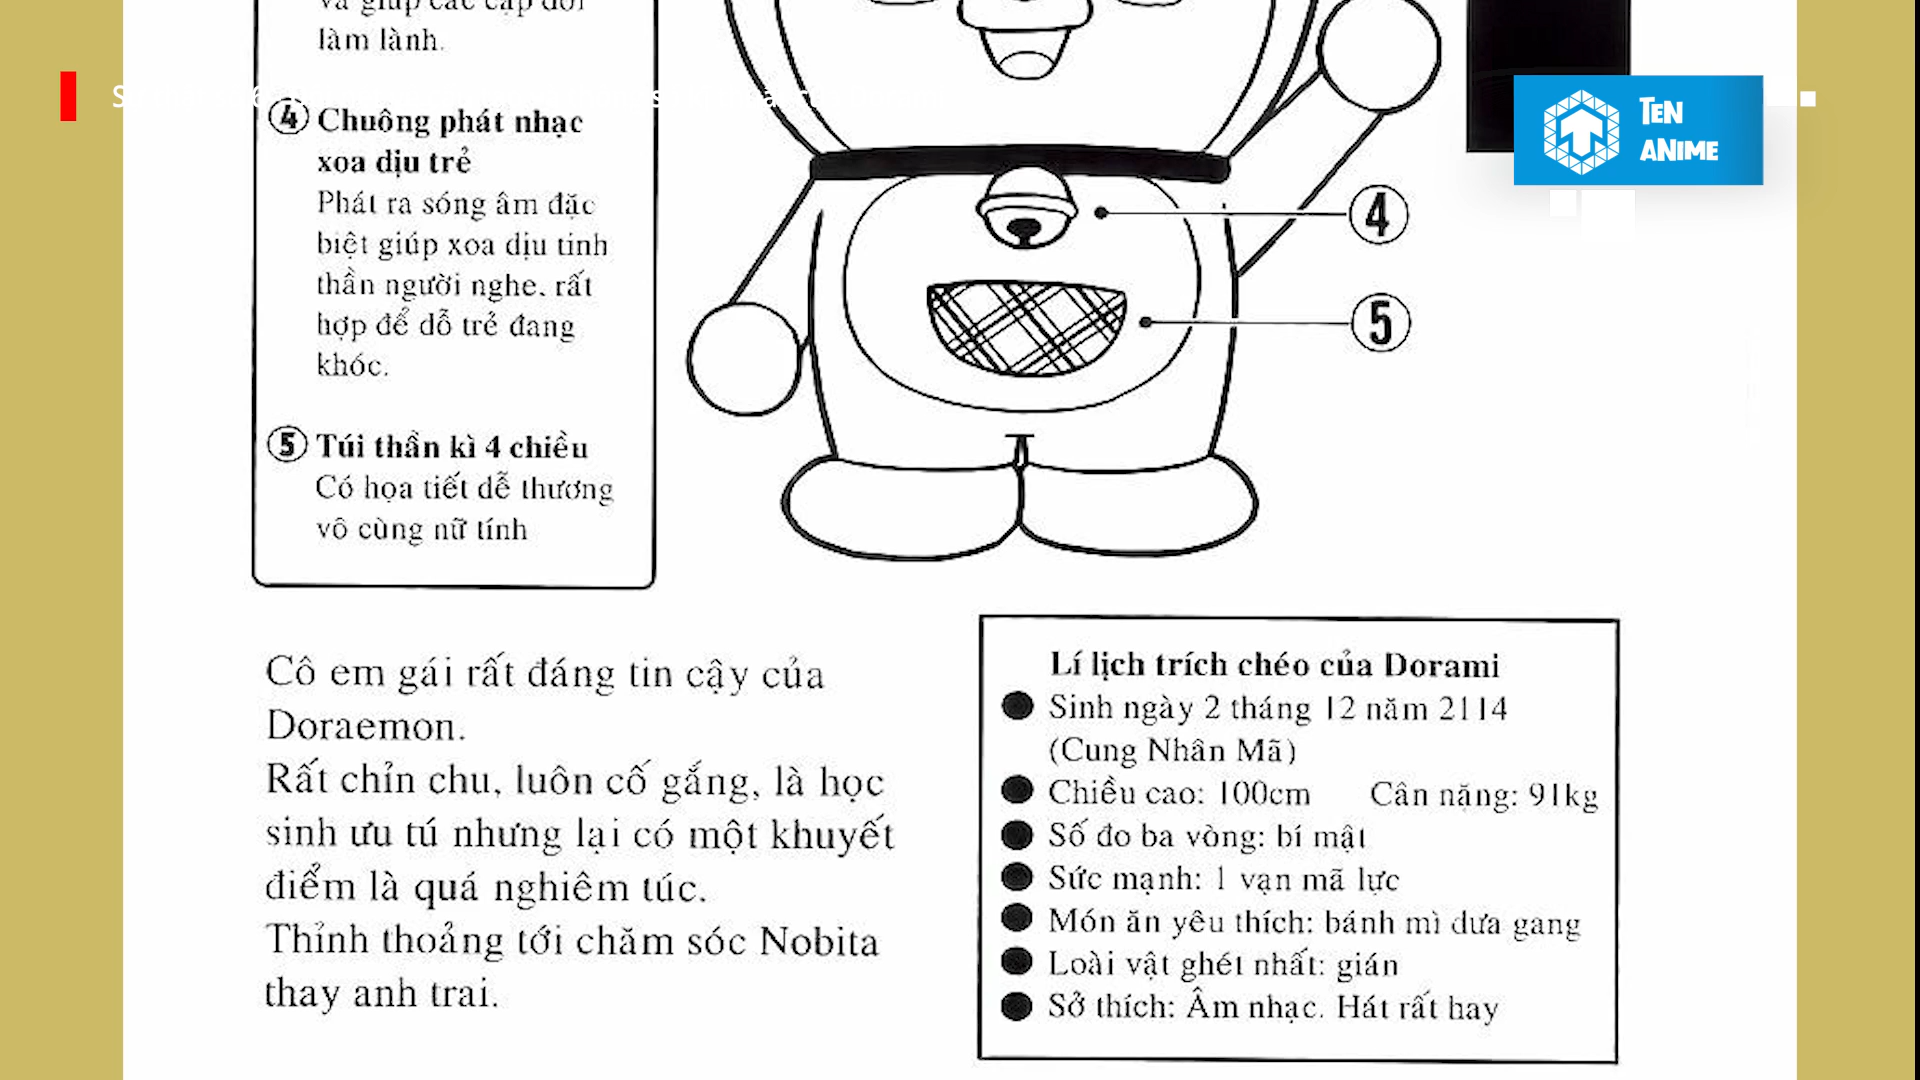 và giúp các cặp đôi
làm lành.
④ Chuông phát nhạc
xoa dịu trẻ
Phát ra sóng âm đặc
biệt giúp xoa dịu tinh
thần người nghe, rất
hợp để dỗ trẻ đang
khóc.
⑤ Túi thần kì 4 chiều
Có họa tiết dễ thương
vô cùng nữ tính
④
⑤
TEN
ANIME
Cô em gái rất đáng tin cậy của
Doraemon.
Rất chỉn chu, luôn cố gắng, là học
sinh ưu tú nhưng lại có một khuyết
điểm là quá nghiêm túc.
Thỉnh thoảng tới chăm sóc Nobita
thay anh trai.
Lí lịch trích chéo của Dorami
● Sinh ngày 2 tháng 12 năm 2114
(Cung Nhân Mã)
● Chiều cao: 100cm Cân nặng: 91kg
● Số đo ba vòng: bí mật
● Sức mạnh: 1 vạn mã lực
● Món ăn yêu thích: bánh mì dưa gang
● Loài vật ghét nhất: gián
● Sở thích: Âm nhạc. Hát rất hay